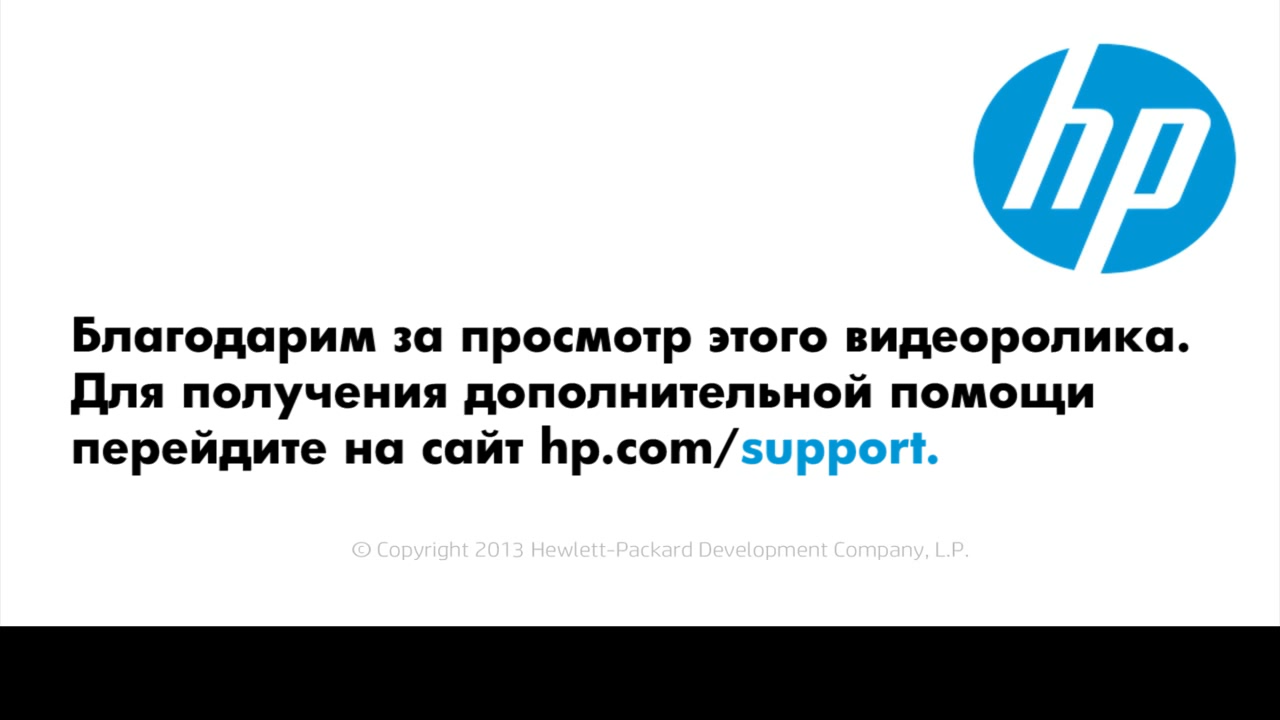 hp
Благодарим за просмотр этого видеоролика.
Для получения дополнительной помощи
перейдите на сайт hp.com/support.
© Copyright 2013 Hewlett-Packard Development Company, L.P.